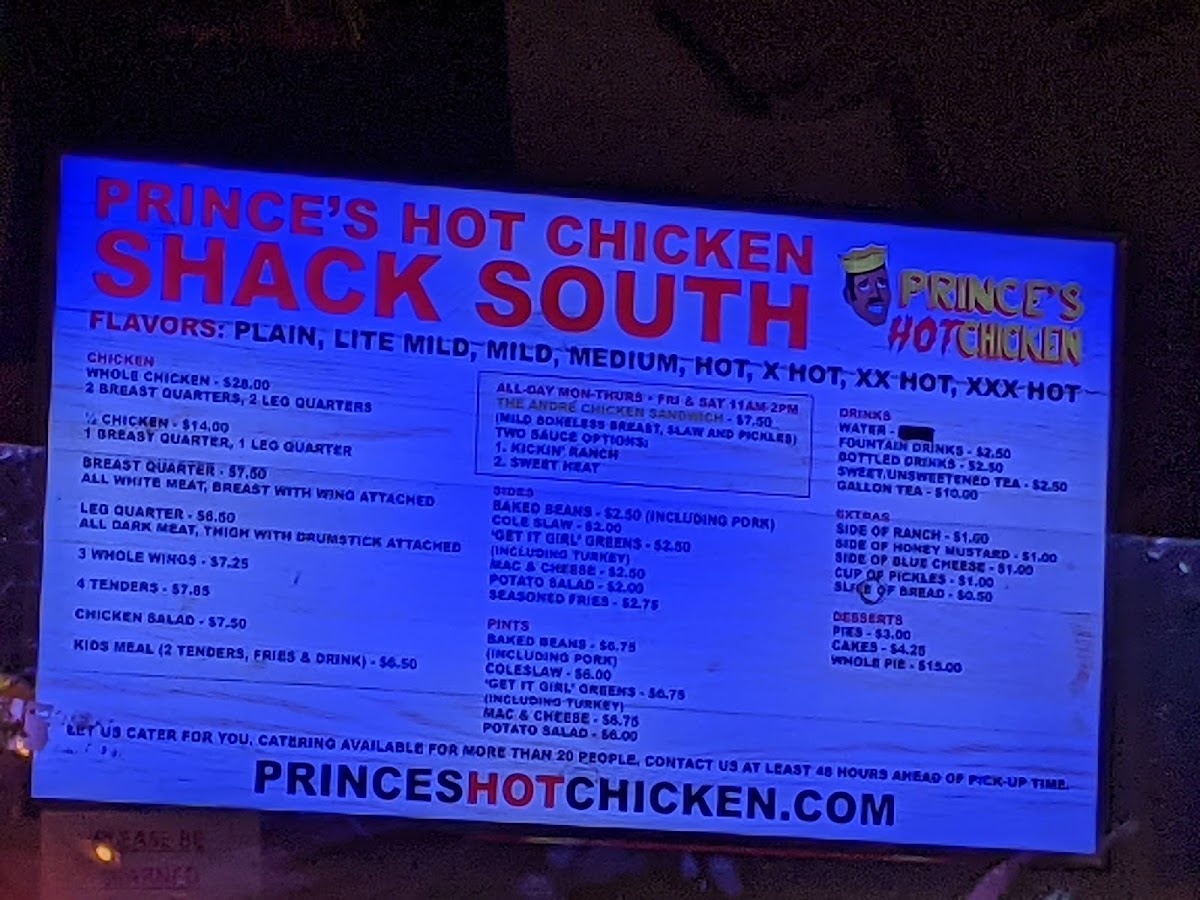 PRINCE'S HOT CHICKEN
SHACK SOUTH
PRINCE'S
HOTCHICKEN
FLAVORS: PLAIN, LITE MILD, MILD, MEDIUM, HOT, X HOT, XX HOT, XXX HOT
CHICKEN
WHOLE CHICKEN - $28.00
2 BREAST QUARTERS, 2 LEG QUARTERS
½ CHICKEN - $14.00
1 BREAST QUARTER, 1 LEG QUARTER
BREAST QUARTER - $7.50
ALL WHITE MEAT, BREAST WITH WING ATTACHED
LEG QUARTER - $6.50
ALL DARK MEAT, THIGH WITH DRUMSTICK ATTACHED
3 WHOLE WINGS - $7.25
4 TENDERS - $7.85
CHICKEN SALAD - $7.50
KIDS MEAL (2 TENDERS, FRIES & DRINK) - $6.50
ALL-DAY MON-THURS • FRI & SAT 11AM-2PM
THE ANDRÉ CHICKEN SANDWICH - $7.50
(MILD BONELESS BREAST, SLAW AND PICKLES)
TWO SAUCE OPTIONS:
1. KICKIN' RANCH
2. SWEET HEAT
SIDES
BAKED BEANS - $2.50 (INCLUDING PORK)
COLE SLAW - $2.00
'GET IT GIRL' GREENS - $2.50
(INCLUDING TURKEY)
MAC & CHEESE - $2.50
POTATO SALAD - $2.00
SEASONED FRIES - $2.75
PINTS
BAKED BEANS - $6.75
(INCLUDING PORK)
COLESLAW - $6.00
'GET IT GIRL' GREENS - $6.75
(INCLUDING TURKEY)
MAC & CHEESE - $6.75
POTATO SALAD - $6.00
DRINKS
WATER -
FOUNTAIN DRINKS - $2.50
BOTTLED DRINKS - $2.50
SWEET/UNSWEETENED TEA - $2.50
GALLON TEA - $10.00
EXTRAS
SIDE OF RANCH - $1.00
SIDE OF HONEY MUSTARD - $1.00
SIDE OF BLUE CHEESE - $1.00
CUP OF PICKLES - $1.00
SLICE OF BREAD - $0.50
DESSERTS
PIES - $3.00
CAKES - $4.25
WHOLE PIE - $15.00
LET US CATER FOR YOU. CATERING AVAILABLE FOR MORE THAN 20 PEOPLE. CONTACT US AT LEAST 48 HOURS AHEAD OF PICK-UP TIME.
PRINCESHOTCHICKEN.COM
PLEASE BE
WARNED